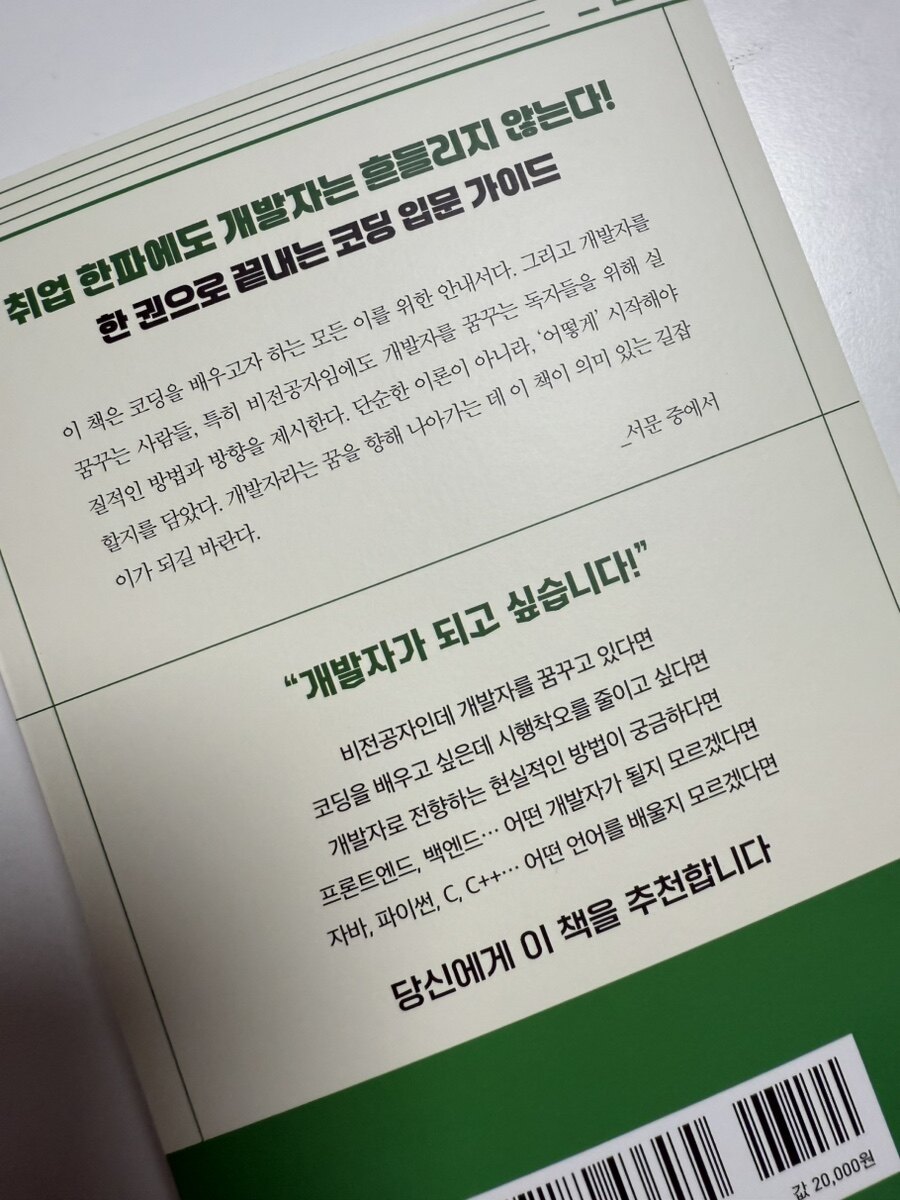 취업 한파에도 개발자는 흔들리지 않는다!
한 권으로 끝내는 코딩 입문 가이드
이 책은 코딩을 배우고자 하는 모든 이를 위한 안내서다. 그리고 개발자를
꿈꾸는 사람들, 특히 비전공자임에도 개발자를 꿈꾸는 독자들을 위해 실
질적인 방법과 방향을 제시한다. 단순한 이론이 아니라, ‘어떻게’ 시작해야
할지를 담았다. 개발자라는 꿈을 향해 나아가는 데 이 책이 의미 있는 길잡
이가 되길 바란다.
_서문 중에서
“개발자가 되고 싶습니다!”
비전공자인데 개발자를 꿈꾸고 있다면
코딩을 배우고 싶은데 시행착오를 줄이고 싶다면
개발자로 전향하는 현실적인 방법이 궁금하다면
프론트엔드, 백엔드… 어떤 개발자가 될지 모르겠다면
자바, 파이썬, C, C++… 어떤 언어를 배울지 모르겠다면
당신에게 이 책을 추천합니다
값 20,000원